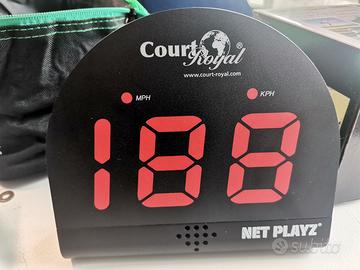 Court
Royal®
www.court-royal.com
MPH KPH
188
NET PLAYZ®
subito